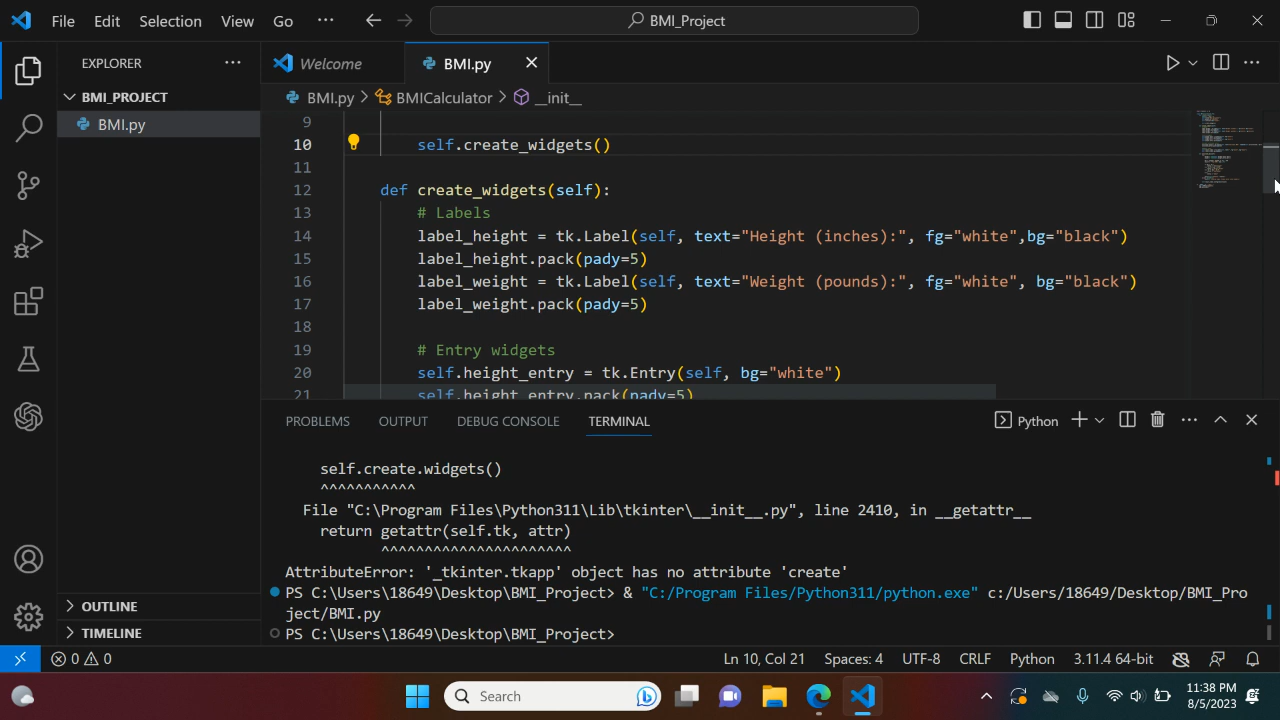 File Edit Selection View Go ··· BMI_Project
EXPLORER ··· Welcome BMI.py
BMI_PROJECT BMI.py > BMICalculator > __init__
BMI.py
9
10 self.create_widgets()
11
12 def create_widgets(self):
13 # Labels
14 label_height = tk.Label(self, text="Height (inches):", fg="white",bg="black")
15 label_height.pack(pady=5)
16 label_weight = tk.Label(self, text="Weight (pounds):", fg="white", bg="black")
17 label_weight.pack(pady=5)
18
19 # Entry widgets
20 self.height_entry = tk.Entry(self, bg="white")
21 self.height_entry.pack(pady=5)
PROBLEMS OUTPUT DEBUG CONSOLE TERMINAL Python
self.create.widgets()
^^^^^^^^^^^
File "C:\Program Files\Python311\Lib\tkinter\__init__.py", line 2410, in __getattr__
return getattr(self.tk, attr)
^^^^^^^^^^^^^^^^^^^^^^
AttributeError: '_tkinter.tkapp' object has no attribute 'create'
PS C:\Users\18649\Desktop\BMI_Project> & "C:/Program Files/Python311/python.exe" c:/Users/18649/Desktop/BMI_Pro
ject/BMI.py
PS C:\Users\18649\Desktop\BMI_Project>
OUTLINE
TIMELINE
0 0 Ln 10, Col 21 Spaces: 4 UTF-8 CRLF Python 3.11.4 64-bit
Search 11:38 PM
8/5/2023